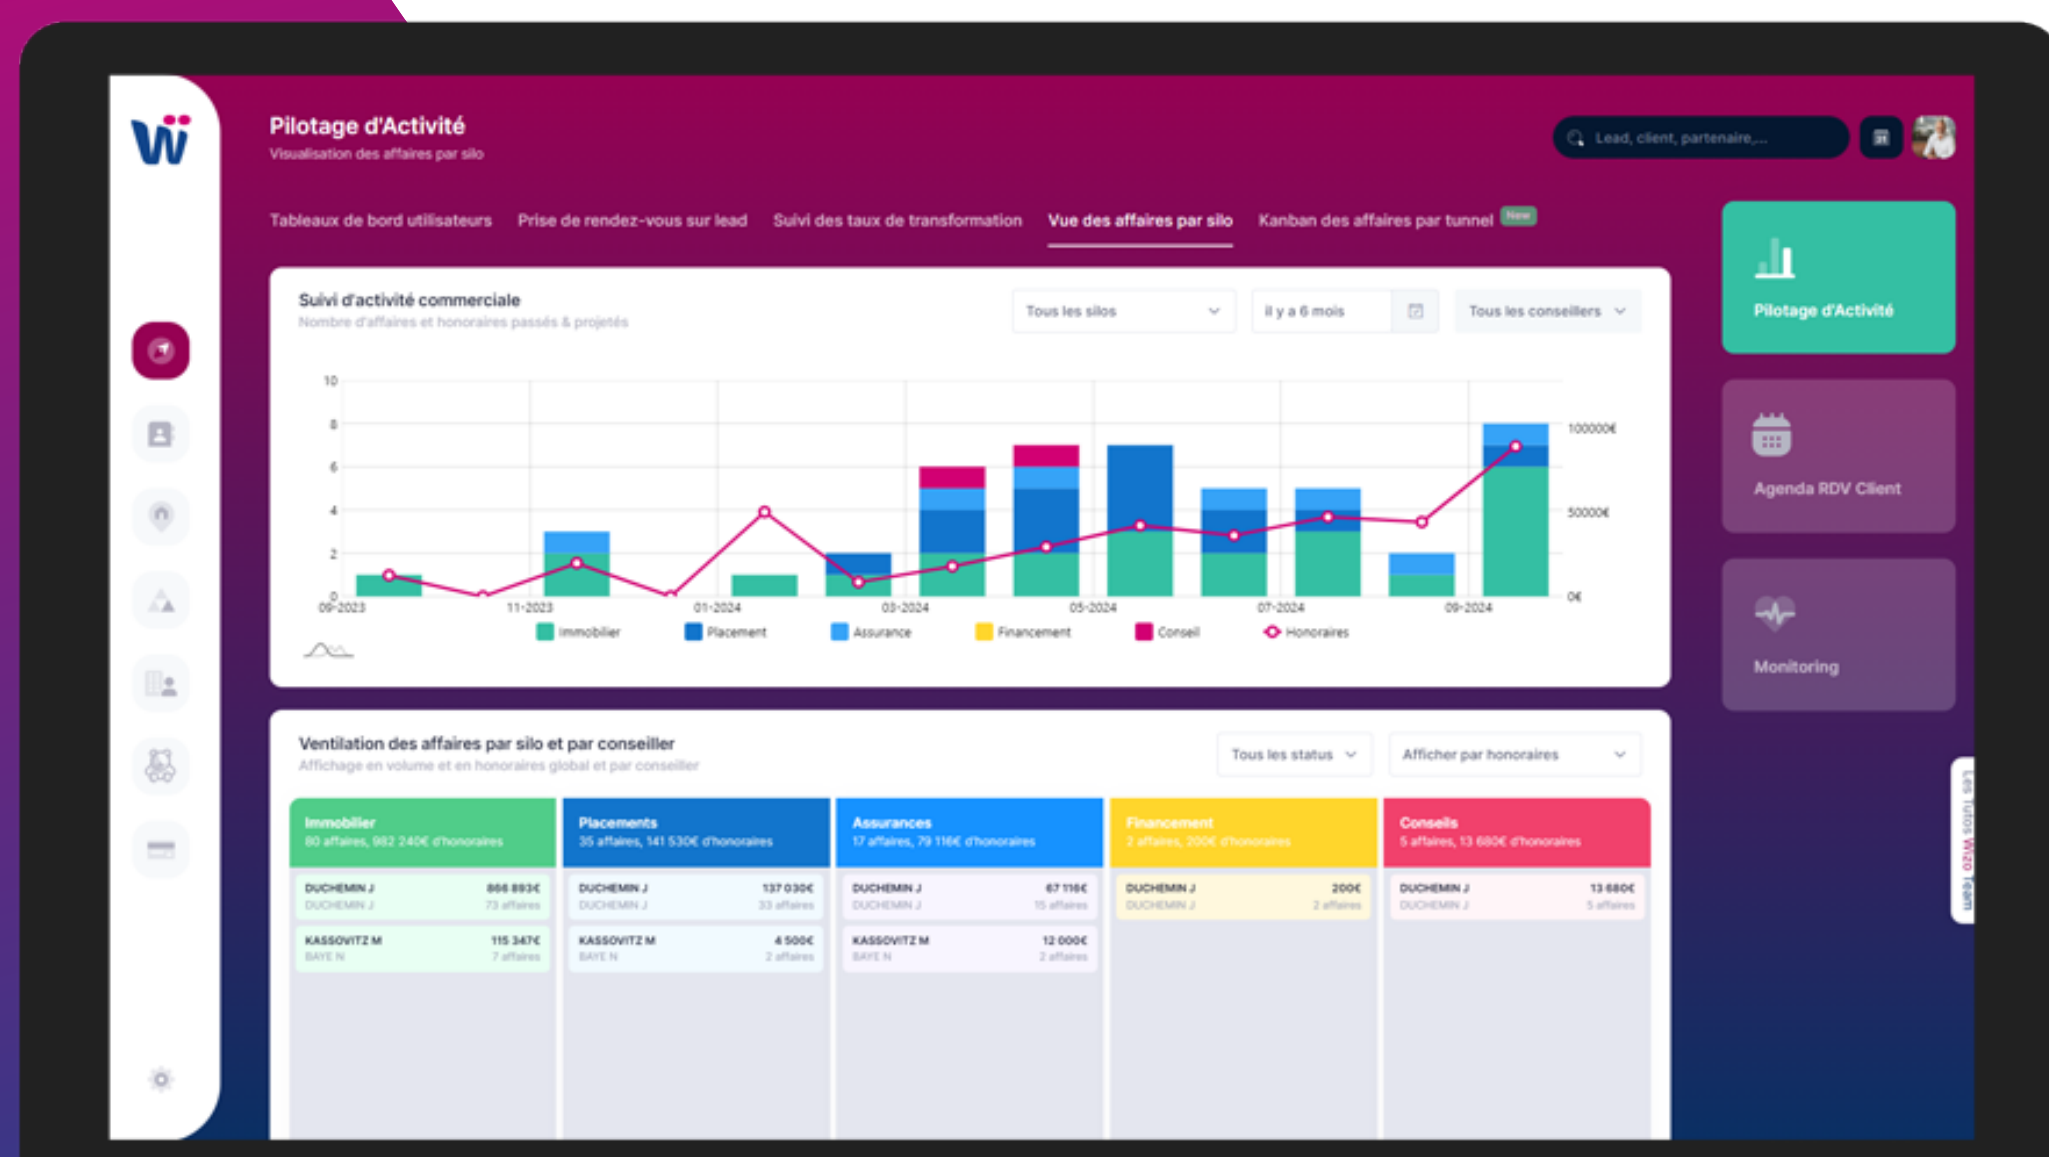 Pilotage d'Activité
Visualisation des affaires par silo
Lead, client, partenaire,...
Tableaux de bord utilisateurs
Prise de rendez-vous sur lead
Suivi des taux de transformation
Vue des affaires par silo
Kanban des affaires par tunnel
New
Suivi d'activité commerciale
Nombre d'affaires et honoraires passés & projetés
Tous les silos
il y a 6 mois
Tous les conseillers
10
8
6
4
2
0
100000€
50000€
0€
09-2023
11-2023
01-2024
03-2024
05-2024
07-2024
09-2024
Immobilier
Placement
Assurance
Financement
Conseil
Honoraires
Pilotage d'Activité
Agenda RDV Client
Monitoring
Ventilation des affaires par silo et par conseiller
Affichage en volume et en honoraires global et par conseiller
Tous les status
Afficher par honoraires
Immobilier
80 affaires, 982 240€ d'honoraires
DUCHEMIN J 866 893€
DUCHEMIN J 73 affaires
KASSOVITZ M 115 347€
BAYE N 7 affaires
Placements
35 affaires, 141 530€ d'honoraires
DUCHEMIN J 137 030€
DUCHEMIN J 33 affaires
KASSOVITZ M 4 500€
BAYE N 2 affaires
Assurances
17 affaires, 79 116€ d'honoraires
DUCHEMIN J 67 116€
DUCHEMIN J 15 affaires
KASSOVITZ M 12 000€
BAYE N 2 affaires
Financement
2 affaires, 200€ d'honoraires
DUCHEMIN J 200€
DUCHEMIN J 2 affaires
Conseils
5 affaires, 13 680€ d'honoraires
DUCHEMIN J 13 680€
DUCHEMIN J 5 affaires
Les Tutos Wizo Team